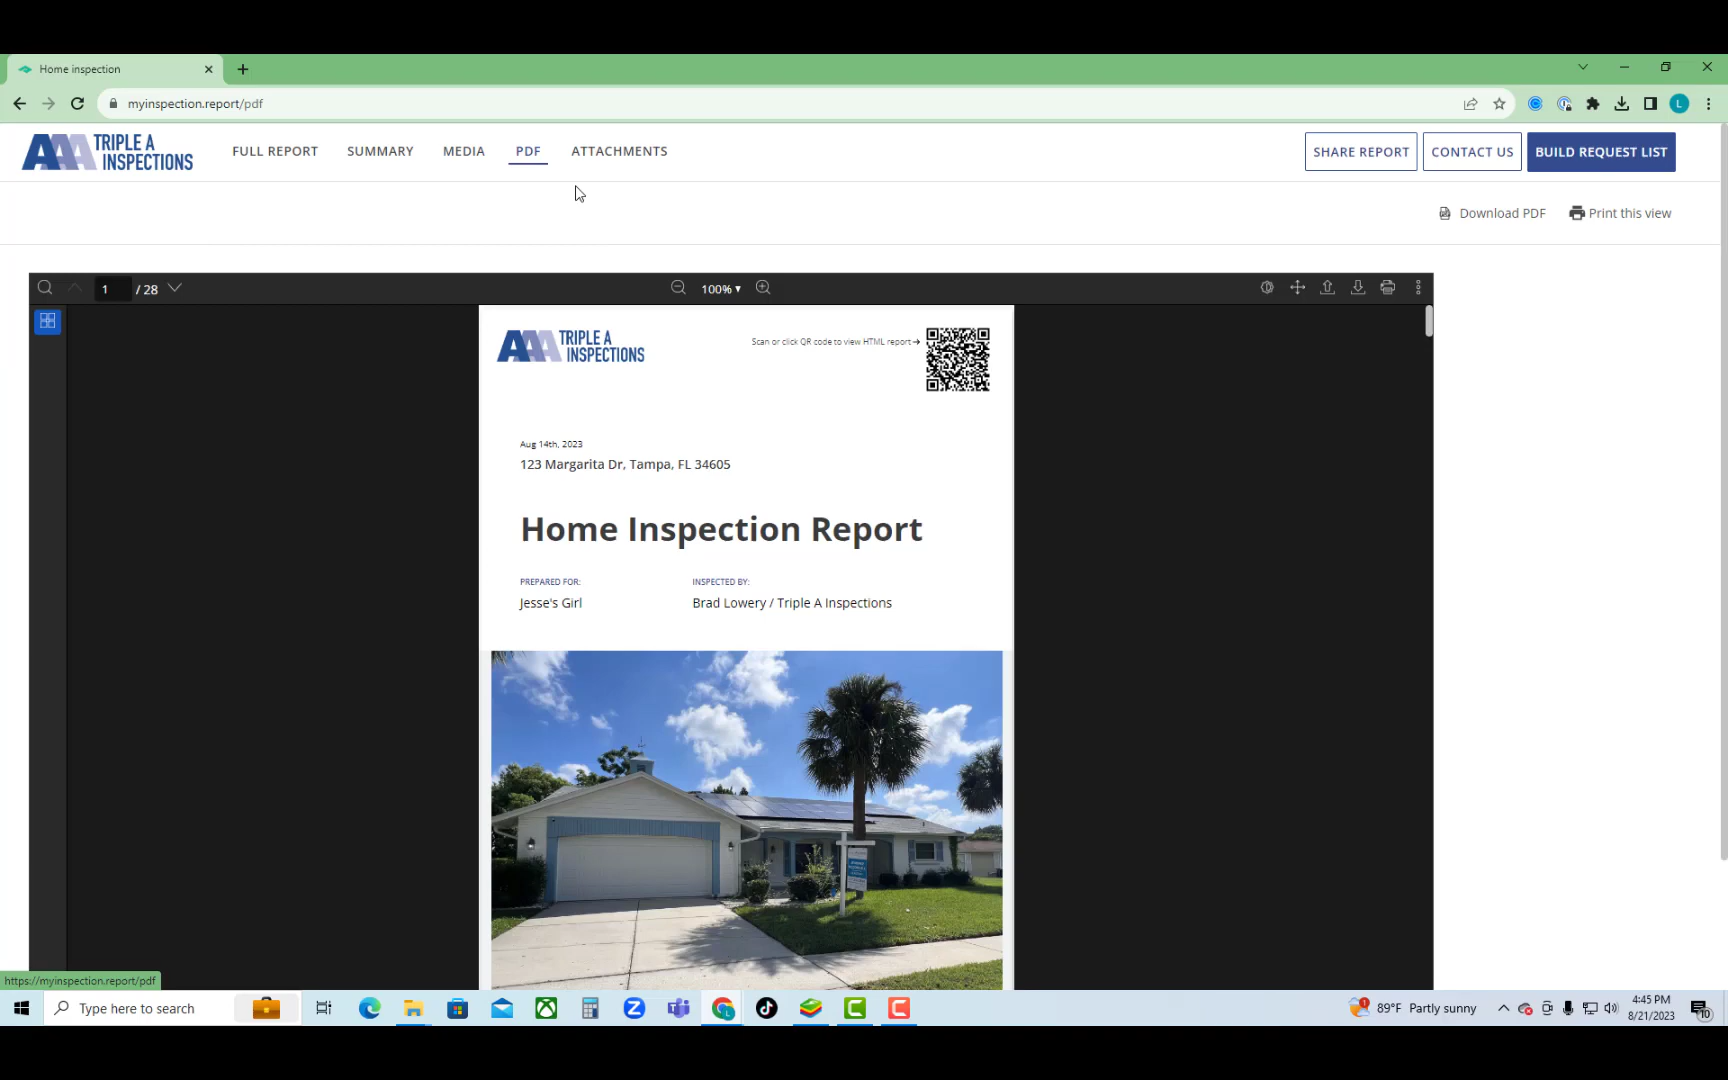 Home inspection
myinspection.report/pdf
AAA TRIPLE A INSPECTIONS
FULL REPORT
SUMMARY
MEDIA
PDF
ATTACHMENTS
SHARE REPORT
CONTACT US
BUILD REQUEST LIST
Download PDF
Print this view
1 / 28
100%
AAA TRIPLE A INSPECTIONS
Scan or click QR code to view HTML report
Aug 14th, 2023
123 Margarita Dr, Tampa, FL 34605
Home Inspection Report
PREPARED FOR:
Jesse's Girl
INSPECTED BY:
Brad Lowery / Triple A Inspections
https://myinspection.report/pdf
Type here to search
89°F Partly sunny
4:45 PM
8/21/2023
10